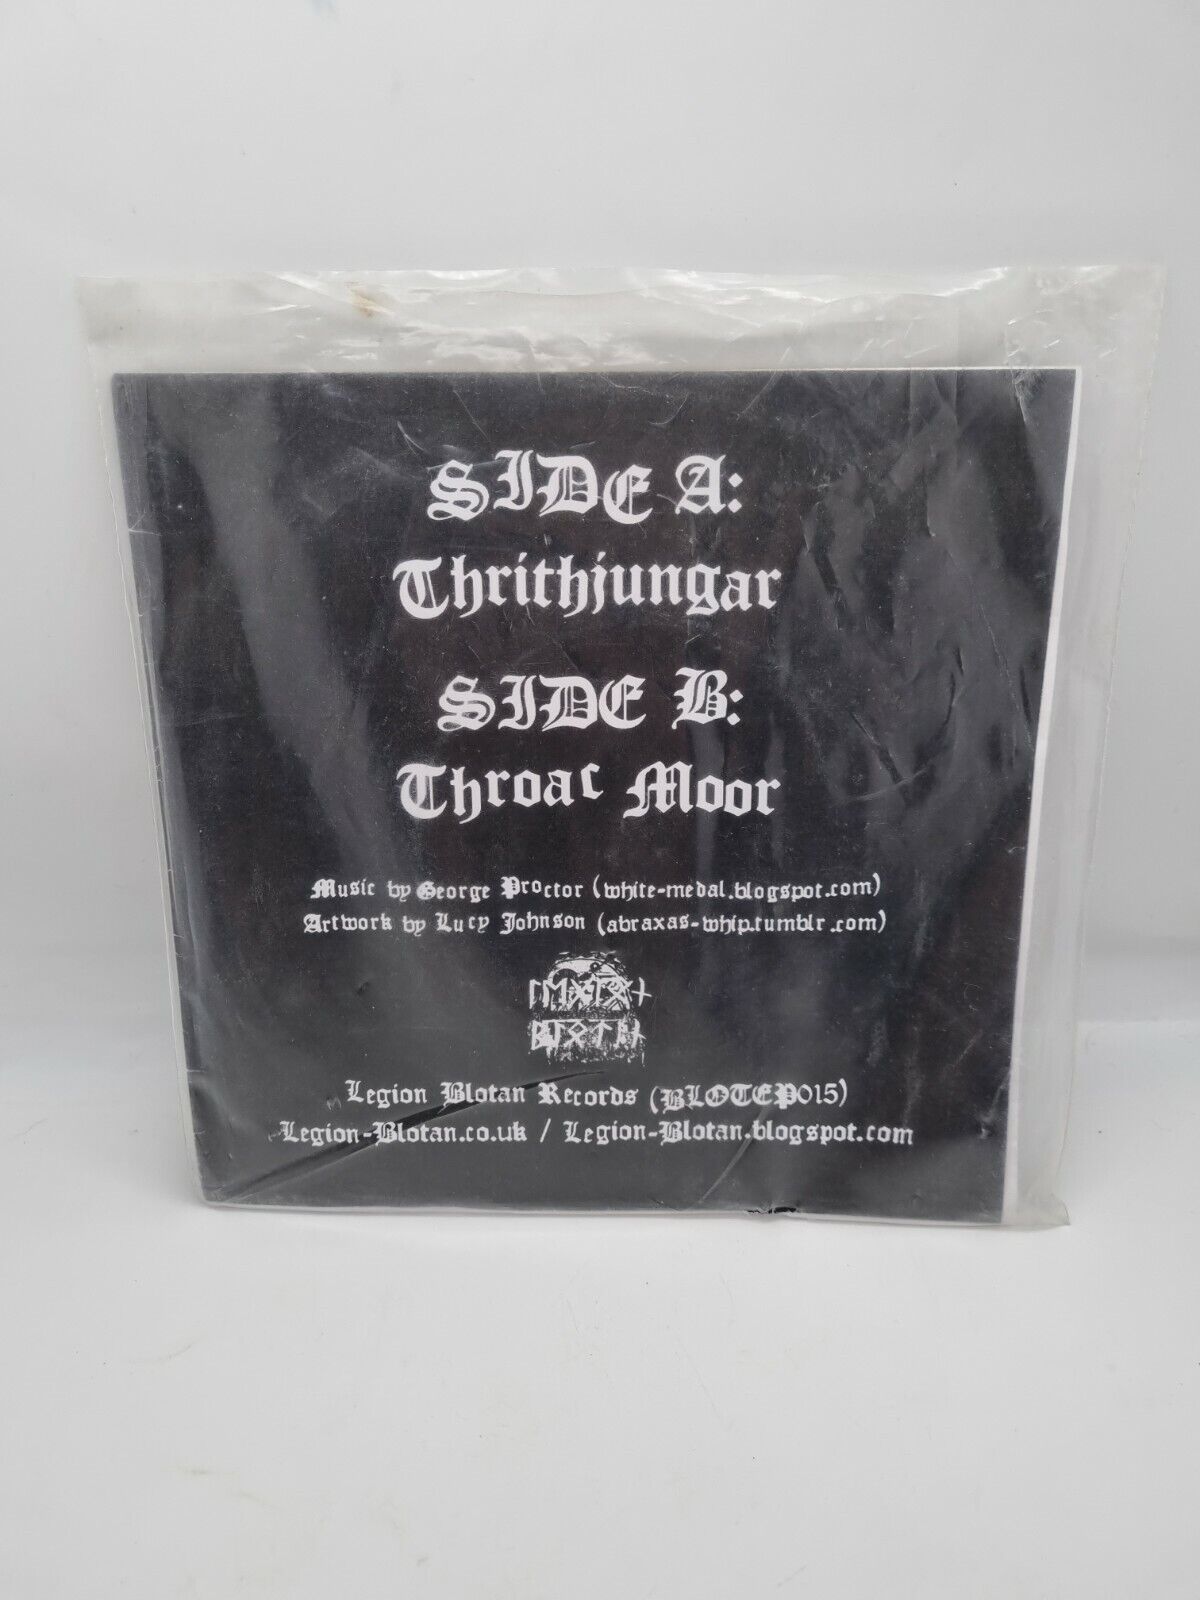 SIDE A:
Thrithjungar
SIDE B:
Throac Moor
Music by George Proctor (white-medal.blogspot.com)
Artwork by Lucy Johnson (abraxas-whip.tumblr.com)
Legion Blotan Records (BLOTEP015)
Legion-Blotan.co.uk / Legion-Blotan.blogspot.com